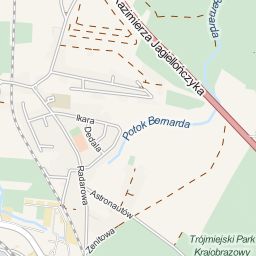 Kazimierza Jagiellończyka
Bernarda
Ikara
Dedala
Potok Bernarda
Radarowa
Astronautów
Zenitowa
Trójmiejski Park
Krajobrazowy